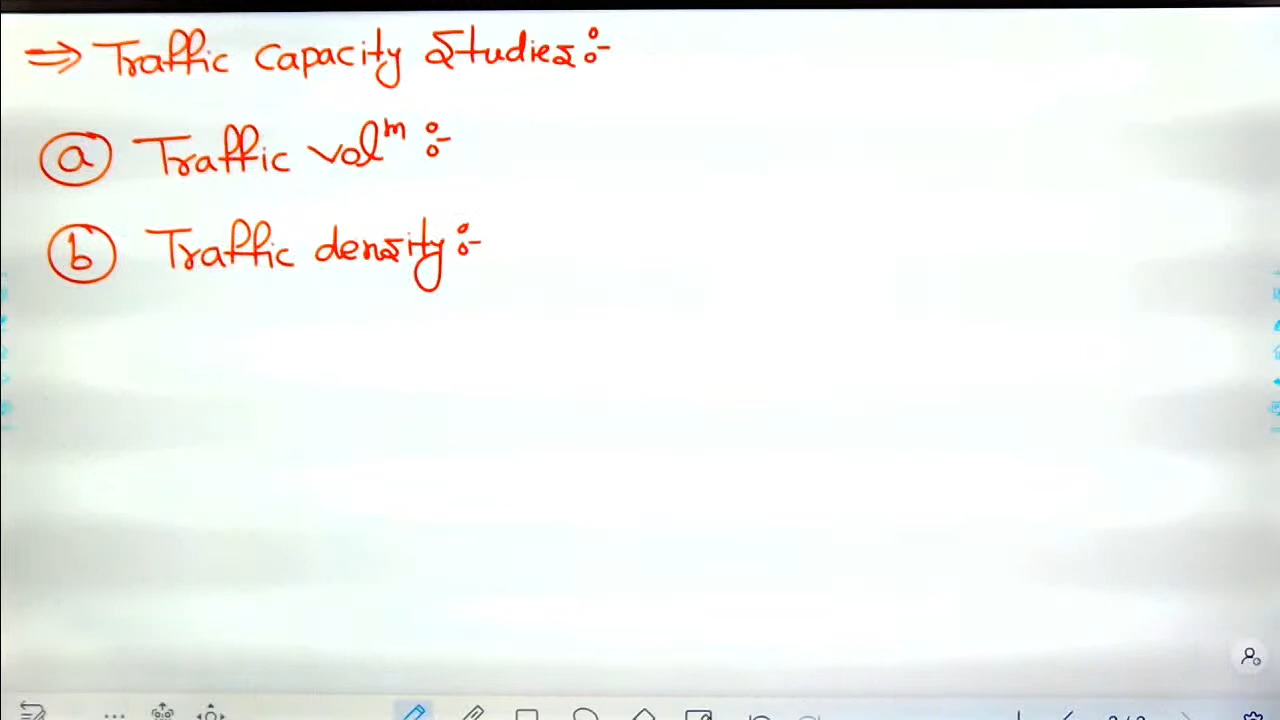 ⇒ Traffic capacity studies:-
(a) Traffic volᵐ :-
(b) Traffic density:-